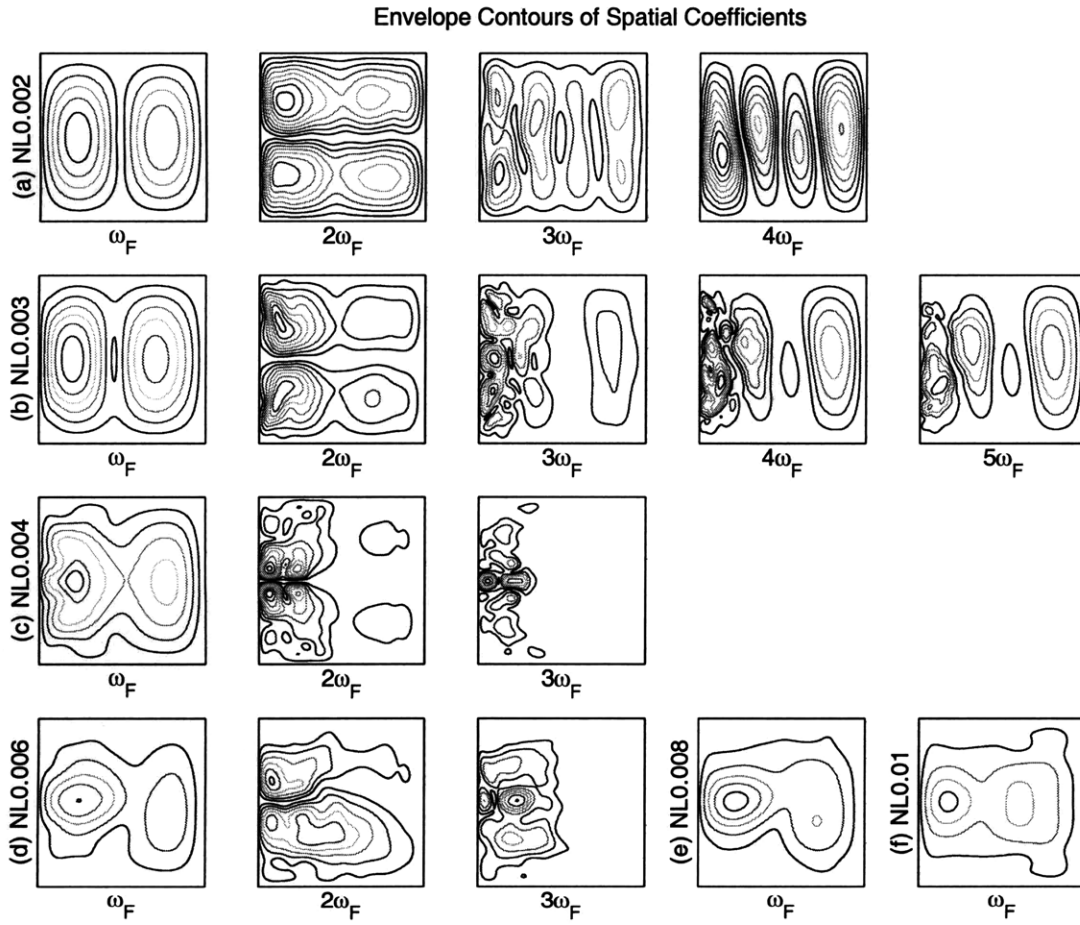 Envelope Contours of Spatial Coefficients
(a) NL0.002
ω_F
2ω_F
3ω_F
4ω_F
(b) NL0.003
ω_F
2ω_F
3ω_F
4ω_F
5ω_F
(c) NL0.004
ω_F
2ω_F
3ω_F
(d) NL0.006
ω_F
2ω_F
3ω_F
(e) NL0.008
ω_F
(f) NL0.01
ω_F